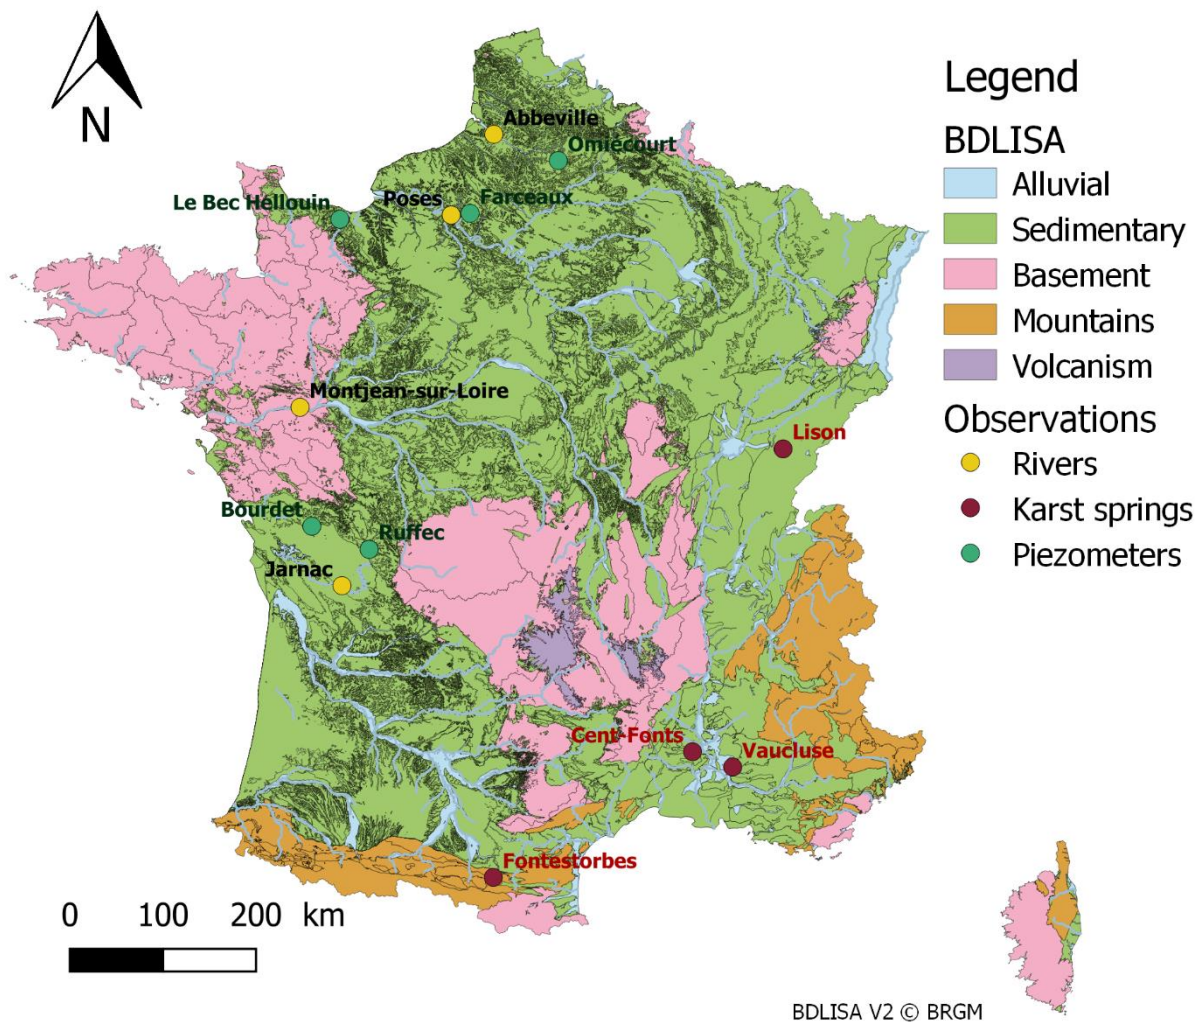 N
Abbeville
Omiécourt
Le Bec Hellouin
Poses
Farceaux
Montjean-sur-Loire
Lison
Bourdet
Ruffec
Jarnac
Cent-Fonts
Vaucluse
Fontestorbes
0 100 200 km
Legend
BDLISA
Alluvial
Sedimentary
Basement
Mountains
Volcanism
Observations
Rivers
Karst springs
Piezometers
BDLISA V2 © BRGM